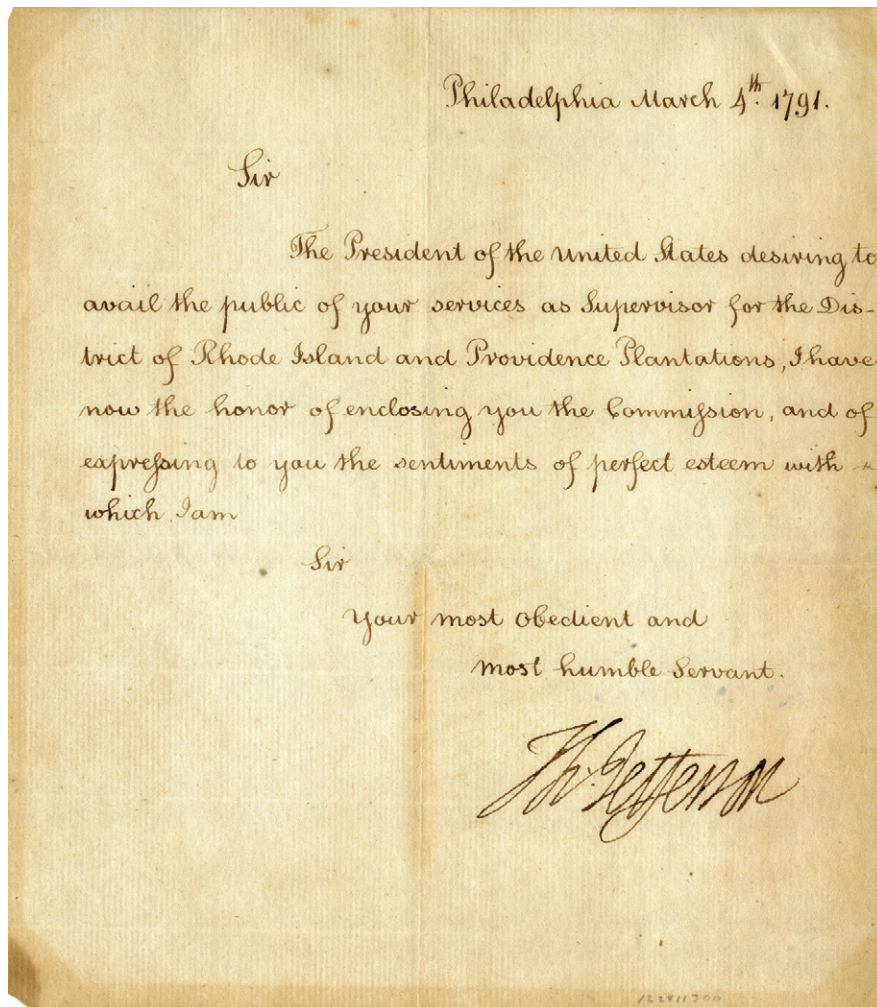 Philadelphia March 4th. 1791.
Sir
The President of the United States desiring to
avail the public of your services as Supervisor for the Dis-
trict of Rhode Island and Providence Plantations, I have
now the honor of enclosing you the Commiſsion, and of
expreſsing to you the sentiments of perfect esteem with
which I am
Sir
Your most obedient and
most humble Servant.
Th: Jefferson